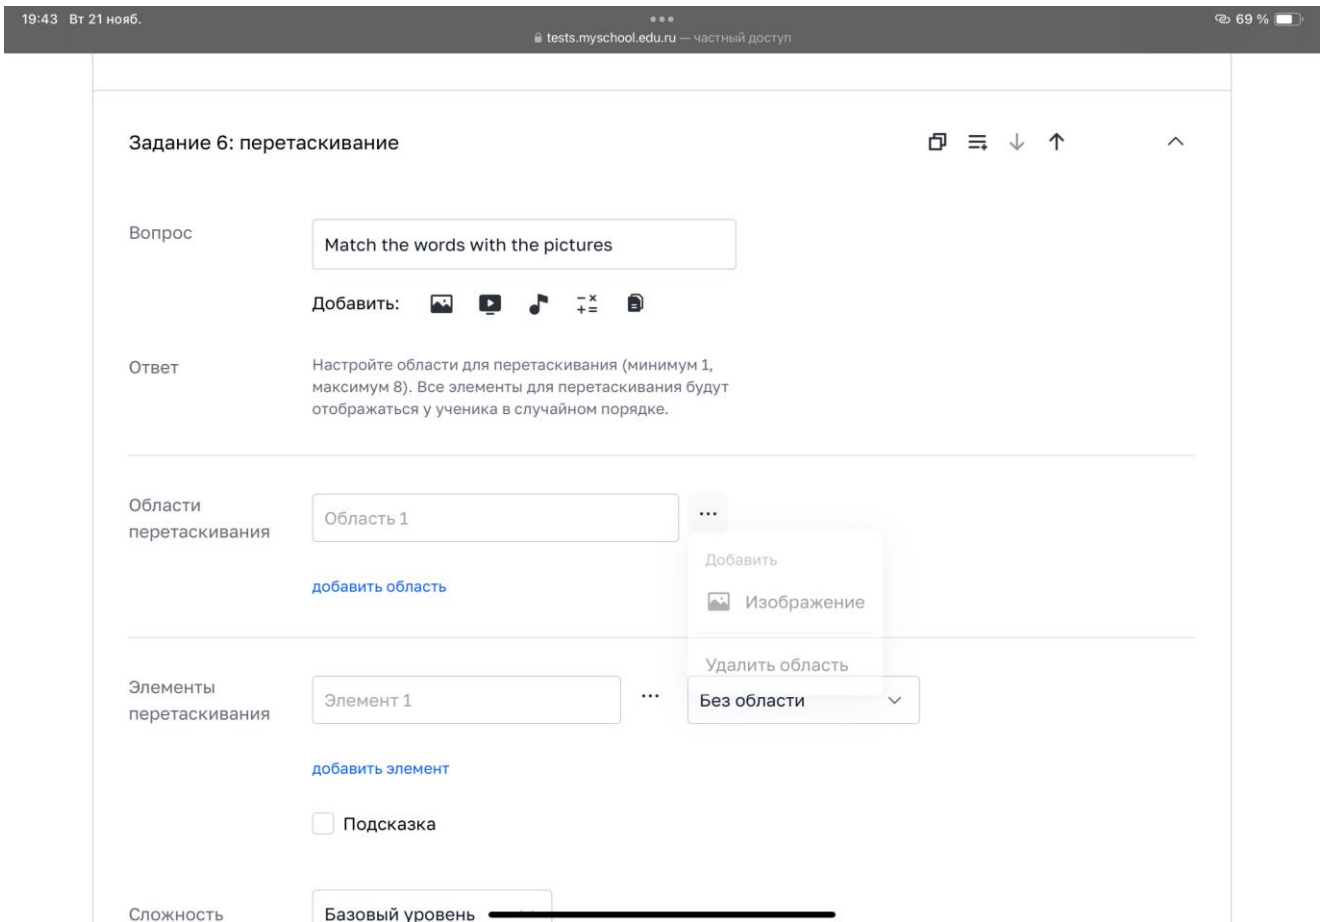 19:43 Вт 21 нояб.
69 %
tests.myschool.edu.ru — частный доступ
Задание 6: перетаскивание
Вопрос
Match the words with the pictures
Добавить:
Ответ
Настройте области для перетаскивания (минимум 1,
максимум 8). Все элементы для перетаскивания будут
отображаться у ученика в случайном порядке.
Области
перетаскивания
Область 1
...
Добавить
Изображение
Удалить область
добавить область
Элементы
перетаскивания
Элемент 1
...
Без области
добавить элемент
Подсказка
Сложность
Базовый уровень